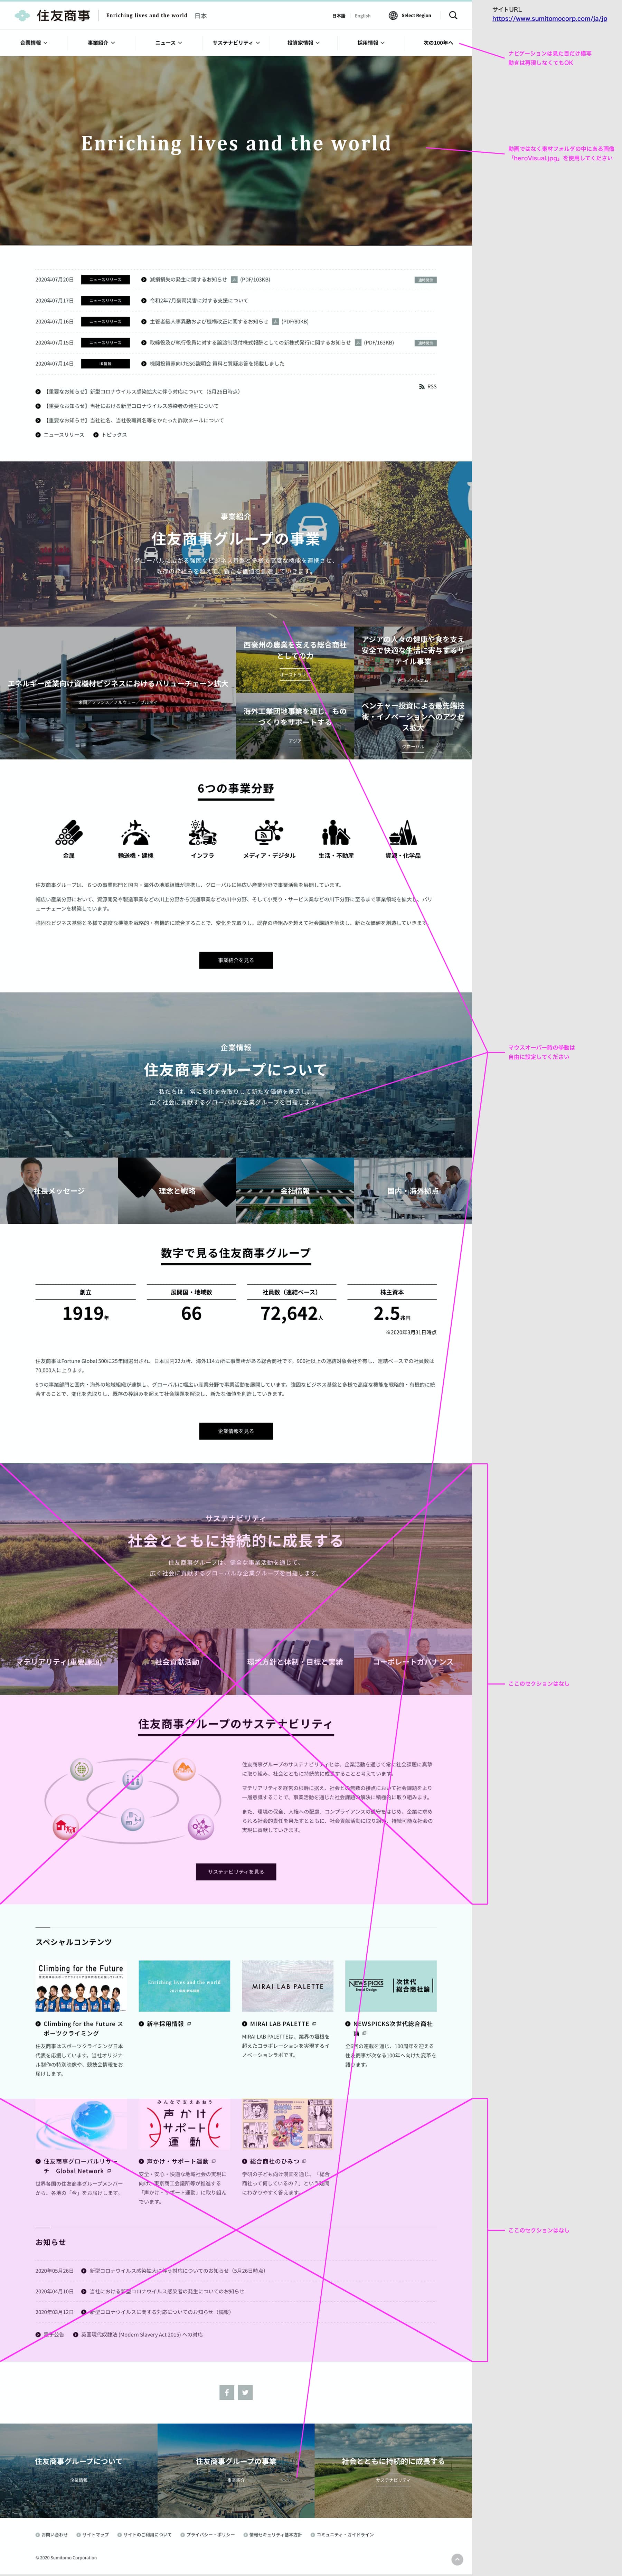 サイトURL
https://www.sumitomocorp.com/ja/jp
住友商事
Enriching lives and the world 日本
日本語 English Select Region
企業情報 事業紹介 ニュース サステナビリティ 投資家情報 採用情報 次の100年へ
ナビゲーションは見た目だけ模写
動きは再現しなくてもOK
Enriching lives and the world
動画ではなく素材フォルダの中にある画像
「heroVisual.jpg」を使用してください
2020年07月20日 ニュースリリース 減損損失の発生に関するお知らせ (PDF/103KB) 適時開示
2020年07月17日 ニュースリリース 令和2年7月豪雨災害に対する支援について
2020年07月16日 ニュースリリース 主管者級人事異動および機構改正に関するお知らせ (PDF/80KB)
2020年07月15日 ニュースリリース 取締役及び執行役員に対する譲渡制限付株式報酬としての新株式発行に関するお知らせ (PDF/163KB) 適時開示
2020年07月14日 IR情報 機関投資家向けESG説明会 資料と質疑応答を掲載しました
RSS
【重要なお知らせ】新型コロナウイルス感染拡大に伴う対応について（5月26日時点）
【重要なお知らせ】当社における新型コロナウイルス感染者の発生について
【重要なお知らせ】当社社名、当社役職員名等をかたった詐欺メールについて
ニュースリリース トピックス
事業紹介
住友商事グループの事業
グローバルに広がる強固なビジネス基盤と多様で高度な機能を連携させ、
既存の枠組みを超えて、新たな価値を創造していきます。
エネルギー産業向け資機材ビジネスにおけるバリューチェーン拡大
米国／フランス／ノルウェー／ブルネイ
西豪州の農業を支える総合商社としての力
オーストラリア
アジアの人々の健康や食を支え安全で快適な生活に寄与するリテイル事業
台湾／ベトナム
海外工業団地事業を通じ、ものづくりをサポートする
アジア
ベンチャー投資による最先端技術・イノベーションへのアクセス拡大
グローバル
6つの事業分野
金属 輸送機・建機 インフラ メディア・デジタル 生活・不動産 資源・化学品
住友商事グループは、６つの事業部門と国内・海外の地域組織が連携し、グローバルに幅広い産業分野で事業活動を展開しています。
幅広い産業分野において、資源開発や製造事業などの川上分野から流通事業などの川中分野、そして小売り・サービス業などの川下分野に至るまで事業領域を拡大し、バリ
ューチェーンを構築しています。
強固なビジネス基盤と多様で高度な機能を戦略的・有機的に統合することで、変化を先取りし、既存の枠組みを超えて社会課題を解決し、新たな価値を創造していきます。
事業紹介を見る
企業情報
住友商事グループについて
私たちは、常に変化を先取りして新たな価値を創造し、
広く社会に貢献するグローバルな企業グループを目指します。
マウスオーバー時の挙動は
自由に設定してください
社長メッセージ 理念と戦略 会社情報 国内・海外拠点
数字で見る住友商事グループ
創立 展開国・地域数 社員数（連結ベース） 株主資本
1919年 66 72,642人 2.5兆円
※2020年3月31日時点
住友商事はFortune Global 500に25年間選出され、日本国内22カ所、海外114カ所に事業所がある総合商社です。900社以上の連結対象会社を有し、連結ベースでの社員数は
70,000人に上ります。
6つの事業部門と国内・海外の地域組織が連携し、グローバルに幅広い産業分野で事業活動を展開しています。強固なビジネス基盤と多様で高度な機能を戦略的・有機的に統
合することで、変化を先取りし、既存の枠組みを超えて社会課題を解決し、新たな価値を創造していきます。
企業情報を見る
サステナビリティ
社会とともに持続的に成長する
住友商事グループは、健全な事業活動を通じて、
広く社会に貢献するグローバルな企業グループを目指します。
マテリアリティ(重要課題) 社会貢献活動 環境方針と体制・目標と実績 コーポレートガバナンス
ここのセクションはなし
住友商事グループのサステナビリティ
住友商事グループのサステナビリティとは、企業活動を通じて常に社会課題に真摯
に取り組み、社会とともに持続的に成長することと考えています。
マテリアリティを経営の根幹に据え、社会との無数の接点において社会課題をより
一層意識することで、事業活動を通じた社会課題の解決に積極的に取り組みます。
また、環境の保全、人権への配慮、コンプライアンスの遵守をはじめ、企業に求め
られる社会的責任を果たすとともに、社会貢献活動に取り組み、持続可能な社会の
実現に貢献していきます。
サステナビリティを見る
スペシャルコンテンツ
Climbing for the Future
Enriching lives and the world
MIRAI LAB PALETTE
NEWS PICKS Brand Design 次世代総合商社論
Climbing for the Future スポーツクライミング
住友商事はスポーツクライミング日本代表を応援しています。当社オリジナル制作の特別映像や、競技会情報をお届けします。
新卒採用情報
MIRAI LAB PALETTE
MIRAI LAB PALETTEは、業界の垣根を超えたコラボレーションを実現するイノベーションラボです。
NEWSPICKS次世代総合商社論
全6回の連載を通じ、100周年を迎える住友商事が次なる100年へ向けた変革を語ります。
みんなで支えあおう
声かけ
サポート
運動
住友商事グローバルリサーチ Global Network
世界各国の住友商事グループメンバーから、各地の「今」をお届けします。
声かけ・サポート運動
安全・安心・快適な地域社会の実現に向け、東京商工会議所等が推進する「声かけ・サポート運動」に取り組んでいます。
総合商社のひみつ
学研の子ども向け漫画を通じ、「総合商社って何しているの？」という疑問にわかりやすく答えます。
ここのセクションはなし
お知らせ
2020年05月26日 新型コロナウイルス感染拡大に伴う対応についてのお知らせ（5月26日時点）
2020年04月10日 当社における新型コロナウイルス感染者の発生についてのお知らせ
2020年03月12日 新型コロナウイルスに関する対応についてのお知らせ（続報）
電子公告 英国現代奴隷法 (Modern Slavery Act 2015) への対応
住友商事グループについて 住友商事グループの事業 社会とともに持続的に成長する
企業情報 事業紹介 サステナビリティ
お問い合わせ サイトマップ サイトのご利用について プライバシー・ポリシー 情報セキュリティ基本方針 コミュニティ・ガイドライン
© 2020 Sumitomo Corporation